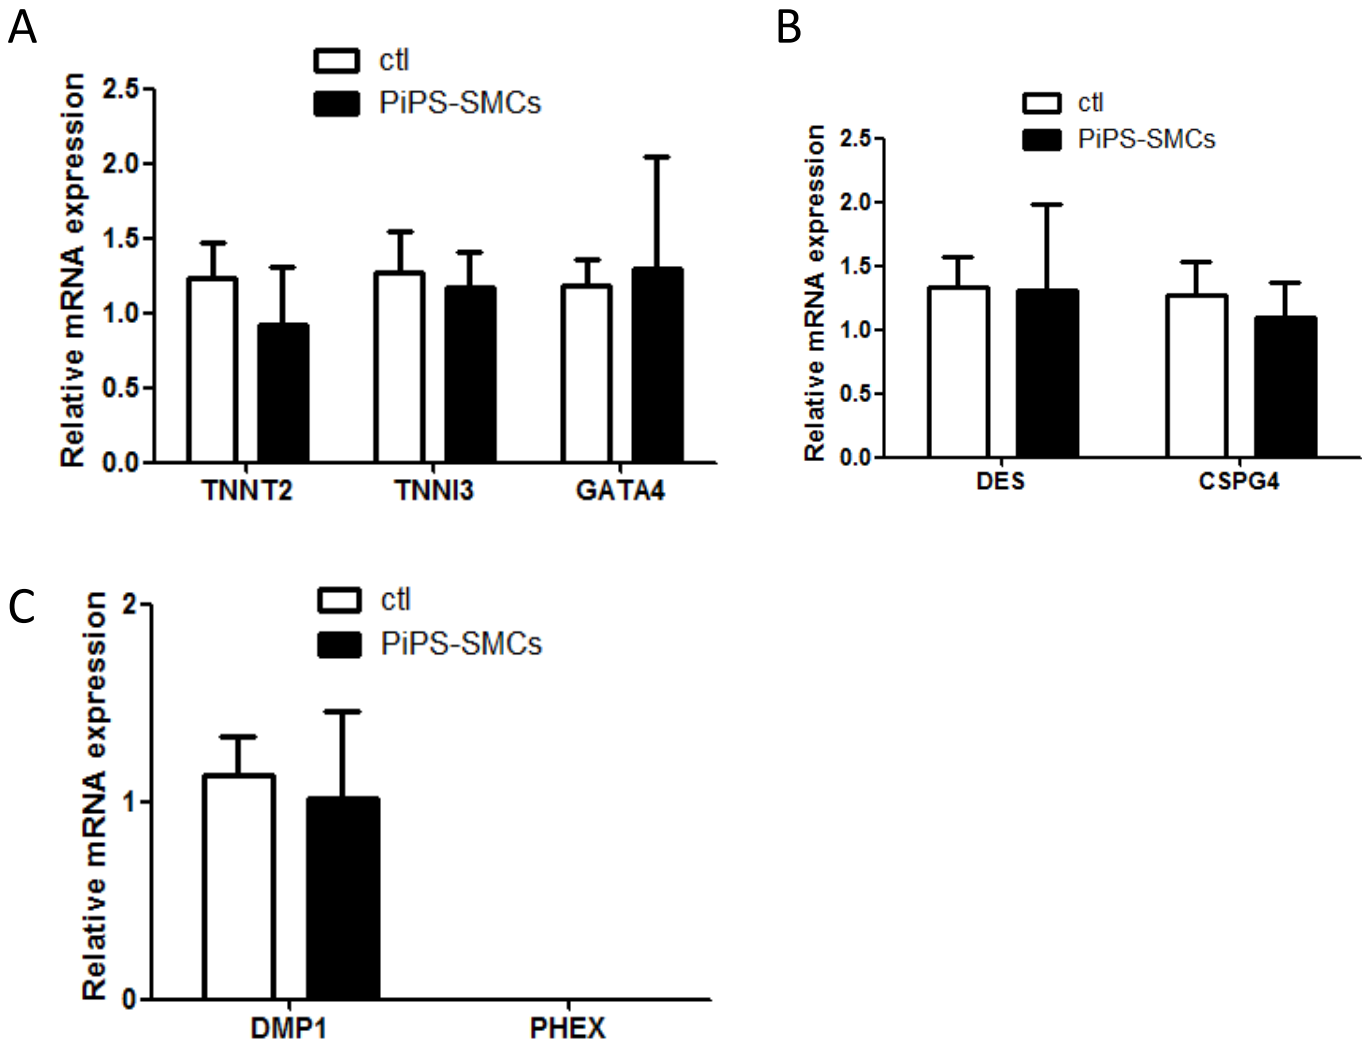 A
ctl
PiPS-SMCs
Relative mRNA expression
2.5
2.0
1.5
1.0
0.5
0.0
TNNT2 TNNI3 GATA4
B
ctl
PiPS-SMCs
Relative mRNA expression
2.5
2.0
1.5
1.0
0.5
0.0
DES CSPG4
C
ctl
PiPS-SMCs
Relative mRNA expression
2
1
0
DMP1 PHEX